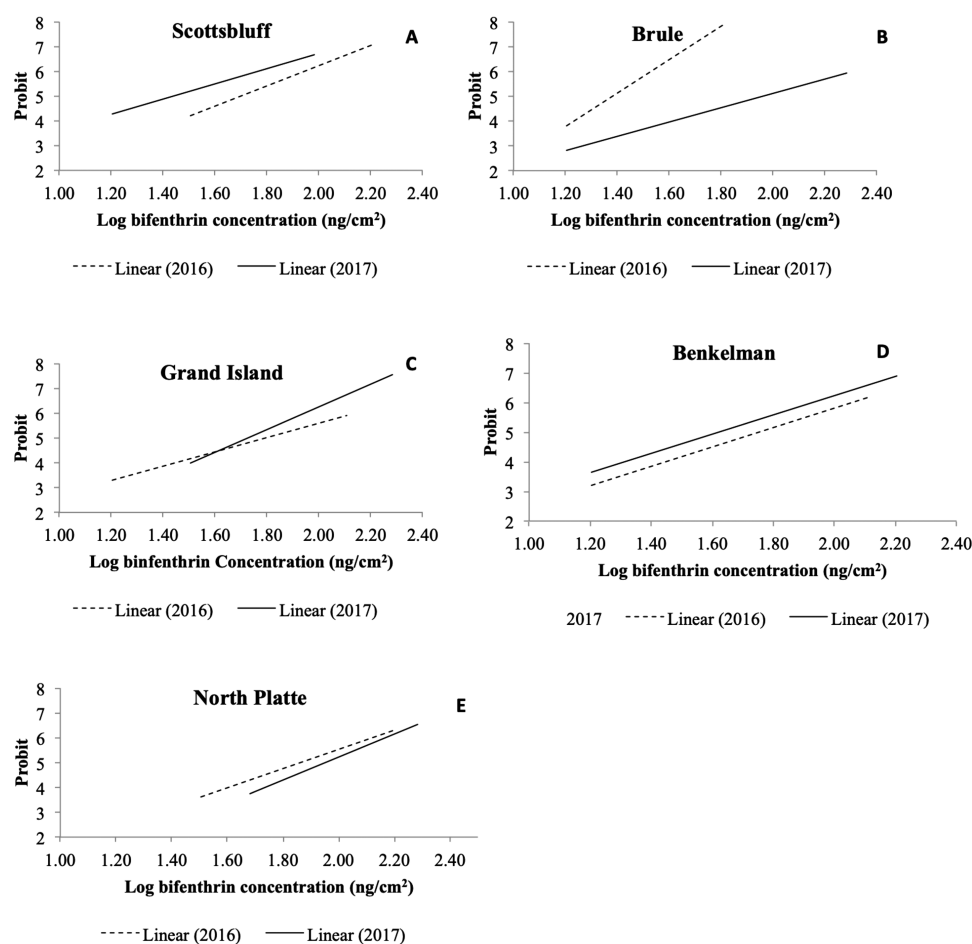 Scottsbluff
A
8
7
6
5
4
3
2
Probit
1.00 1.20 1.40 1.60 1.80 2.00 2.20 2.40
Log bifenthrin concentration (ng/cm²)
Linear (2016) Linear (2017)
Brule
B
8
7
6
5
4
3
2
Probit
1.00 1.20 1.40 1.60 1.80 2.00 2.20 2.40
Log bifenthrin concentration (ng/cm²)
Linear (2016) Linear (2017)
Grand Island
C
8
7
6
5
4
3
2
Probit
1.00 1.20 1.40 1.60 1.80 2.00 2.20 2.40
Log binfenthrin Concentration (ng/cm²)
Linear (2016) Linear (2017)
Benkelman
D
8
7
6
5
4
3
2
Probit
1.00 1.20 1.40 1.60 1.80 2.00 2.20 2.40
Log bifenthrin concentration (ng/cm²)
2017 Linear (2016) Linear (2017)
North Platte
E
8
7
6
5
4
3
2
Probit
1.00 1.20 1.40 1.60 1.80 2.00 2.20 2.40
Log bifenthrin concentration (ng/cm²)
Linear (2016) Linear (2017)